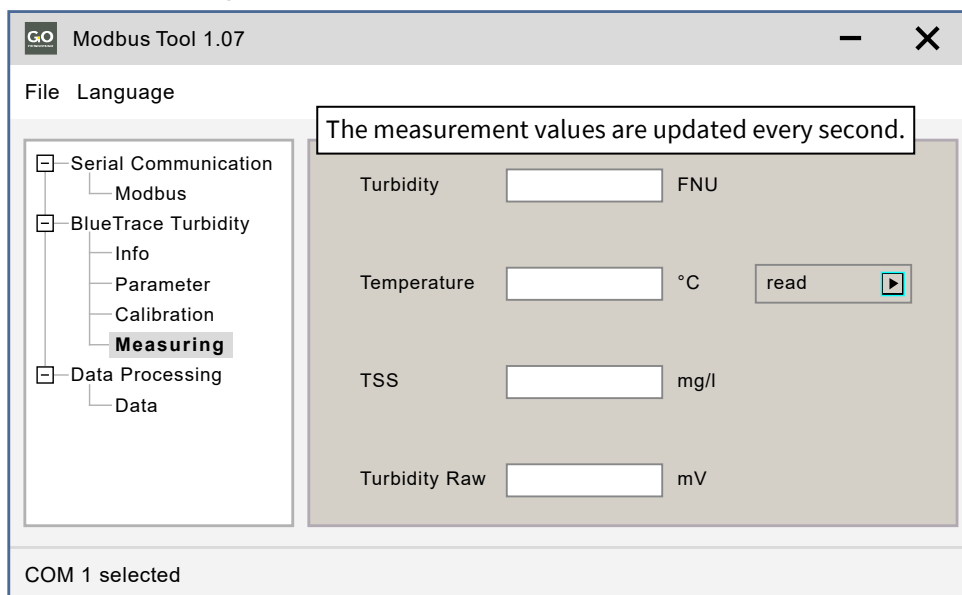 GO
Modbus Tool 1.07
File Language
The measurement values are updated every second.
Serial Communication
Modbus
BlueTrace Turbidity
Info
Parameter
Calibration
Measuring
Data Processing
Data
Turbidity FNU
Temperature °C read
TSS mg/l
Turbidity Raw mV
COM 1 selected